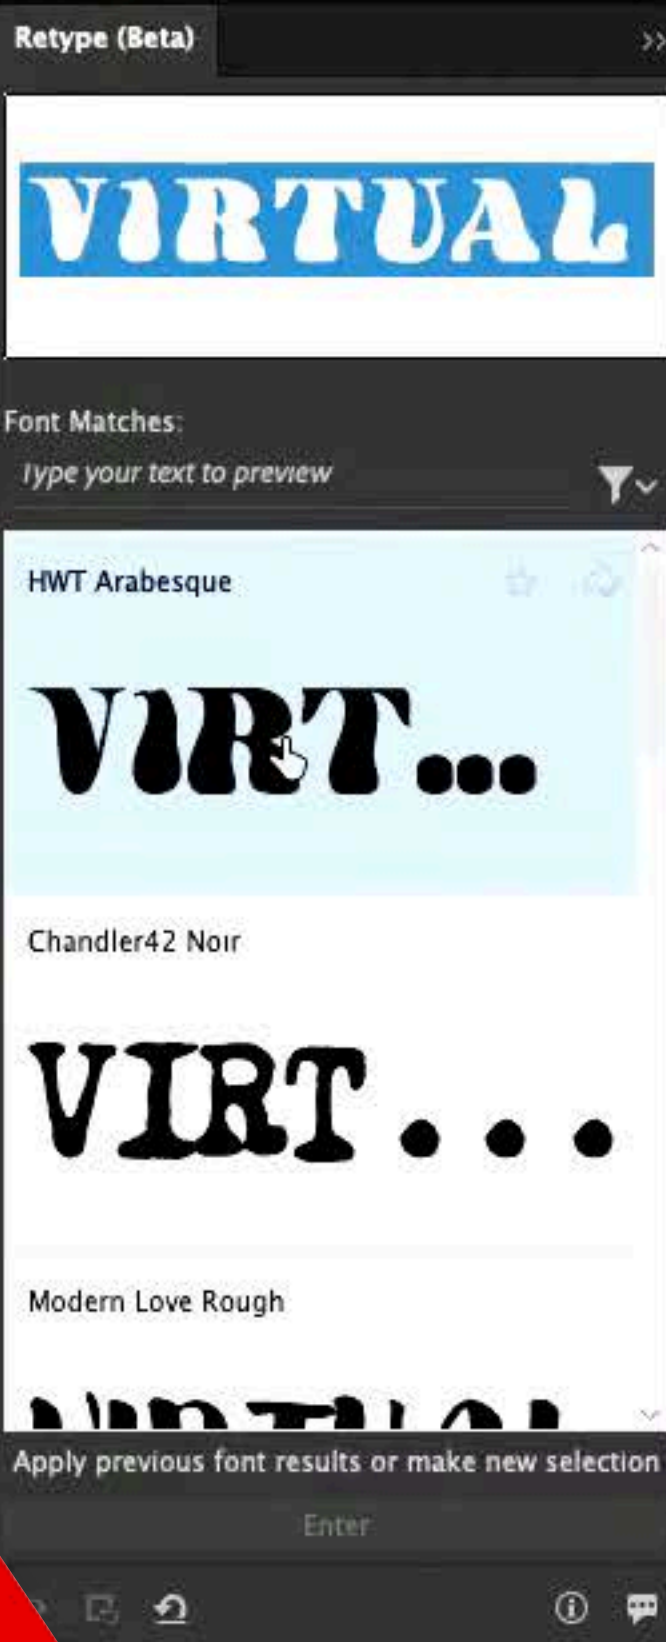 Retype (Beta)
VIRTUAL
Font Matches:
Type your text to preview
HWT Arabesque
VIRT...
Chandler42 Noir
VIRT...
Modern Love Rough
VIRTUAL
Apply previous font results or make new selection
Enter